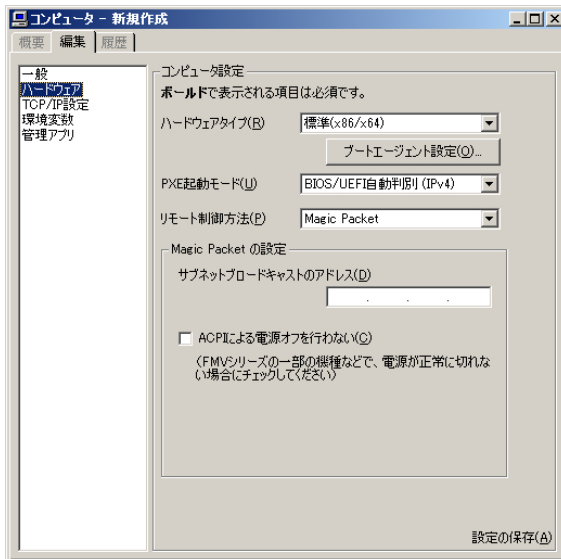 コンピュータ - 新規作成
概要 編集 履歴
一般
ハードウェア
TCP/IP設定
環境変数
管理アプリ
コンピュータ設定
ボールドで表示される項目は必須です。
ハードウェアタイプ(R) 標準(x86/x64)
ブートエージェント設定(O)...
PXE起動モード(U) BIOS/UEFI自動判別 (IPv4)
リモート制御方法(P) Magic Packet
Magic Packet の設定
サブネットブロードキャストのアドレス(D)
. . .
ACPIによる電源オフを行わない(C)
(FMVシリーズの一部の機種などで、電源が正常に切れな
い場合にチェックしてください)
設定の保存(A)